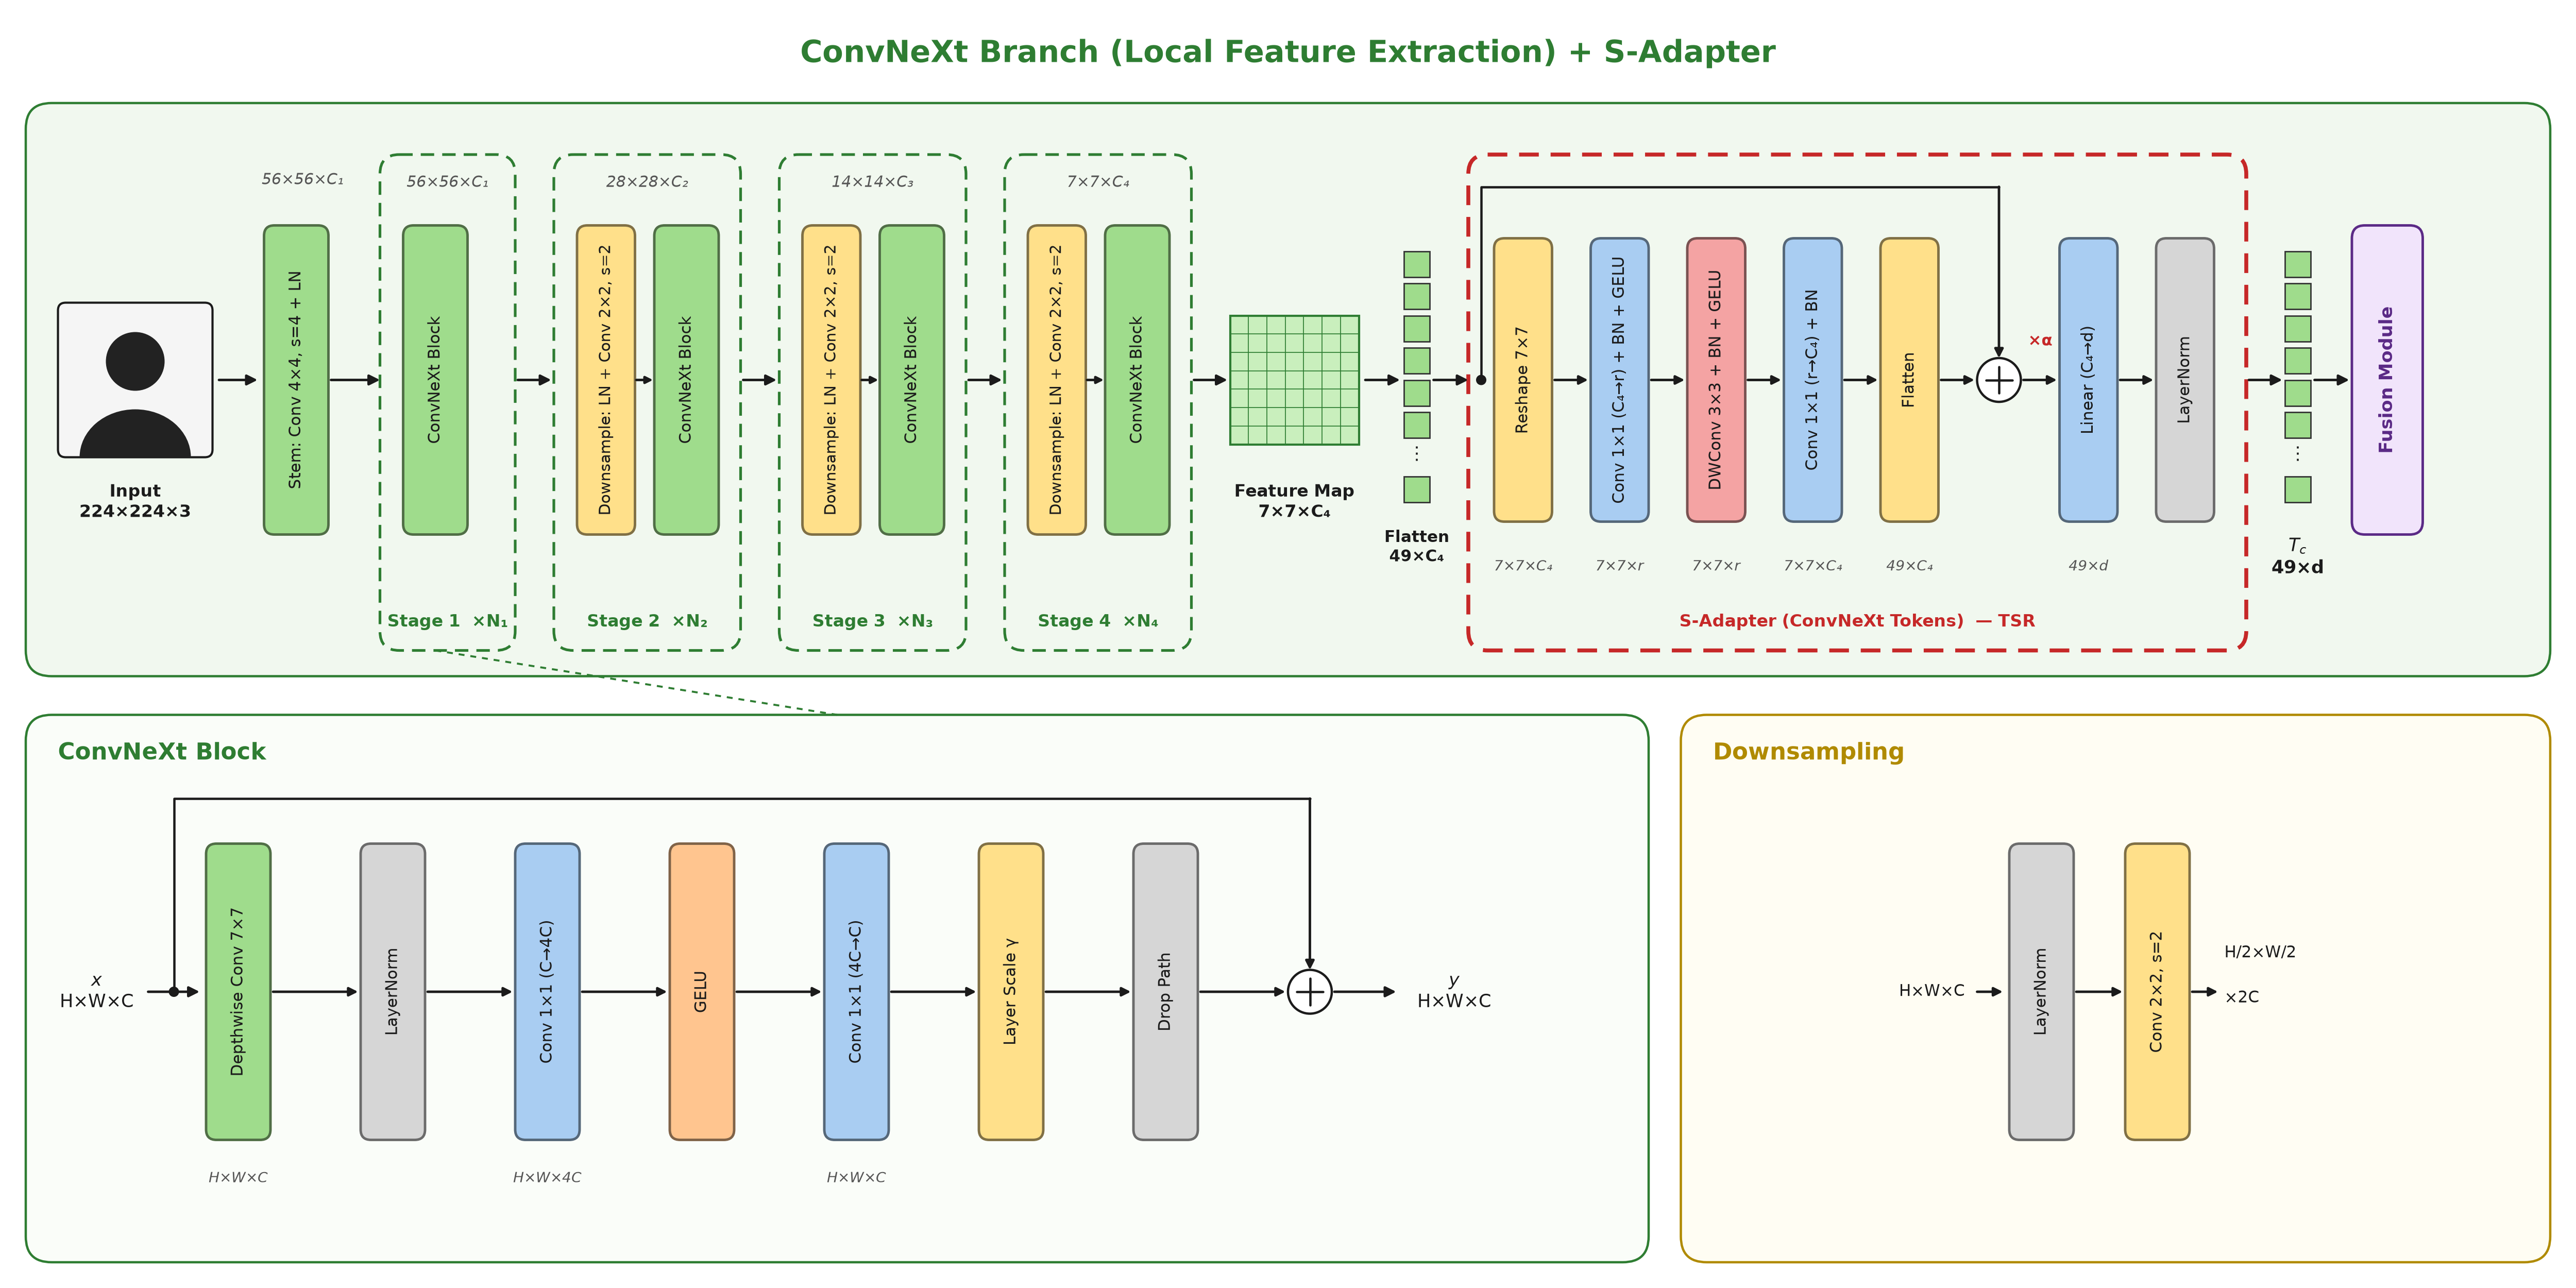 ConvNeXt Branch (Local Feature Extraction) + S-Adapter
Input
224×224×3
56×56×C₁
Stem: Conv 4×4, s=4 + LN
56×56×C₁
ConvNeXt Block
Stage 1 ×N₁
28×28×C₂
Downsample: LN + Conv 2×2, s=2
ConvNeXt Block
Stage 2 ×N₂
14×14×C₃
Downsample: LN + Conv 2×2, s=2
ConvNeXt Block
Stage 3 ×N₃
7×7×C₄
Downsample: LN + Conv 2×2, s=2
ConvNeXt Block
Stage 4 ×N₄
Feature Map
7×7×C₄
⋮
Flatten
49×C₄
Reshape 7×7
7×7×C₄
Conv 1×1 (C₄→r) + BN + GELU
7×7×r
DWConv 3×3 + BN + GELU
7×7×r
Conv 1×1 (r→C₄) + BN
7×7×C₄
Flatten
49×C₄
×α
Linear (C₄→d)
49×d
LayerNorm
S-Adapter (ConvNeXt Tokens) — TSR
⋮
T_c
49×d
Fusion Module
ConvNeXt Block
x
H×W×C
Depthwise Conv 7×7
H×W×C
LayerNorm
Conv 1×1 (C→4C)
H×W×4C
GELU
Conv 1×1 (4C→C)
H×W×C
Layer Scale γ
Drop Path
y
H×W×C
Downsampling
H×W×C
LayerNorm
Conv 2×2, s=2
H/2×W/2
×2C